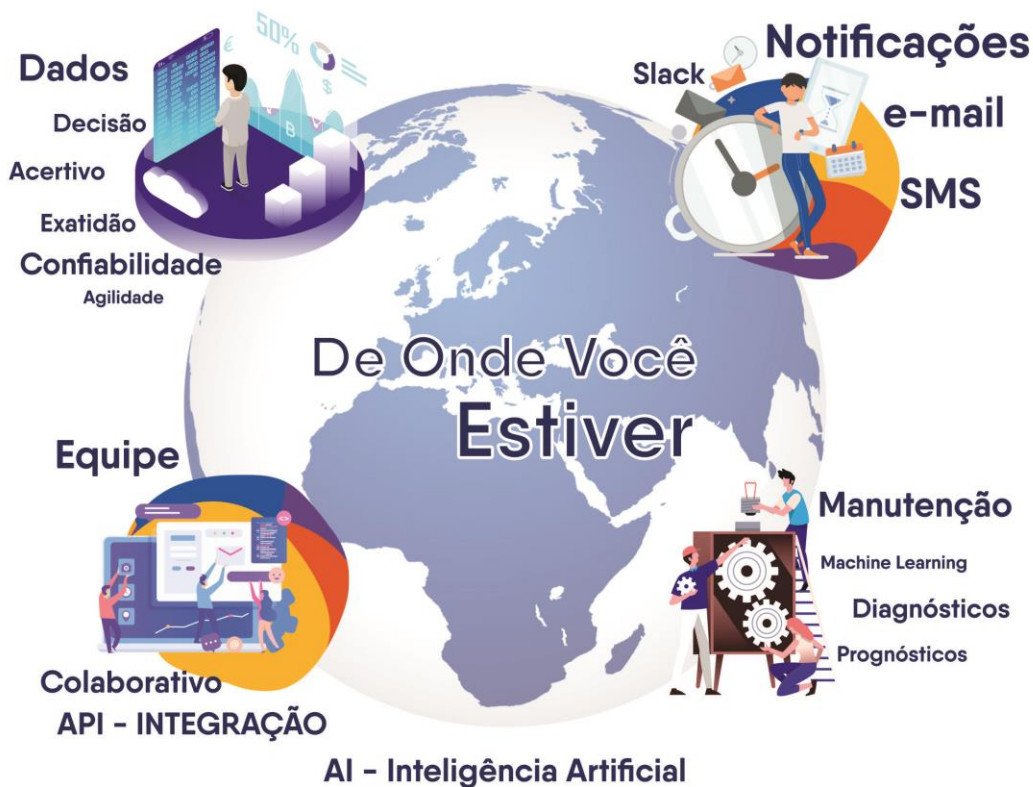 Dados
Decisão
Acertivo
Exatidão
Confiabilidade
Agilidade
50%
€
$
B
Notificações
Slack
e-mail
SMS
De Onde Você
Estiver
Equipe
Colaborativo
API - INTEGRAÇÃO
Manutenção
Machine Learning
Diagnósticos
Prognósticos
AI - Inteligência Artificial